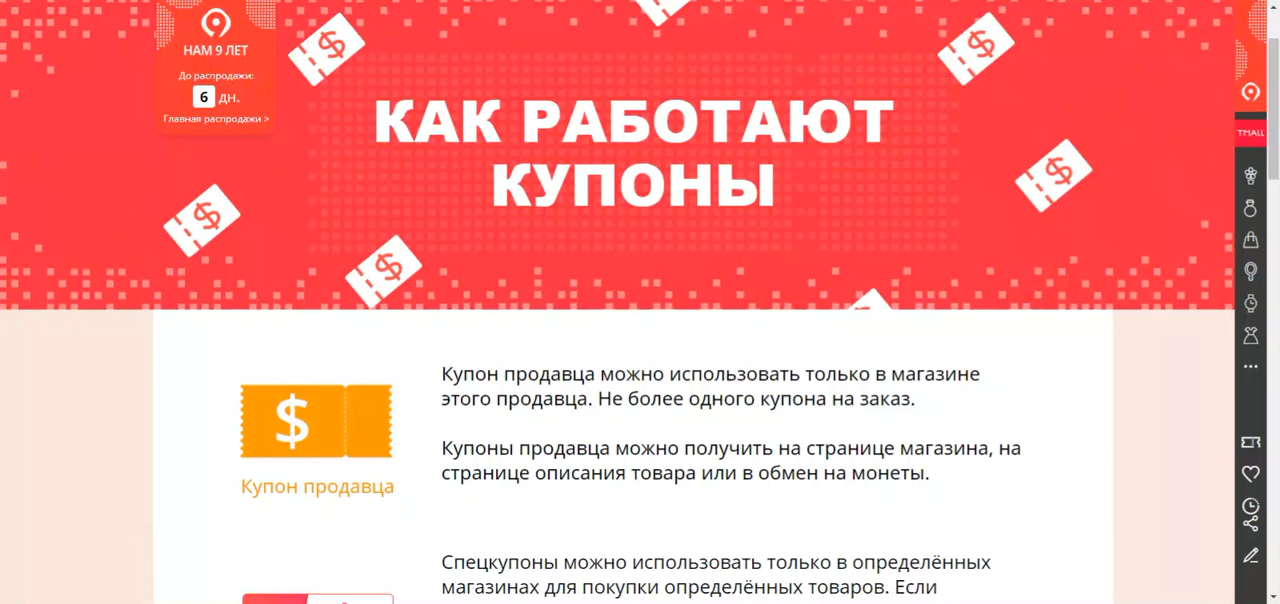 НАМ 9 ЛЕТ
До распродажи:
6 дн.
Главная распродажи >
КАК РАБОТАЮТ
КУПОНЫ
TMALL
Купон продавца можно использовать только в магазине
этого продавца. Не более одного купона на заказ.
Купоны продавца можно получить на странице магазина, на
странице описания товара или в обмен на монеты.
$
Купон продавца
Спецкупоны можно использовать только в определённых
магазинах для покупки определённых товаров. Если